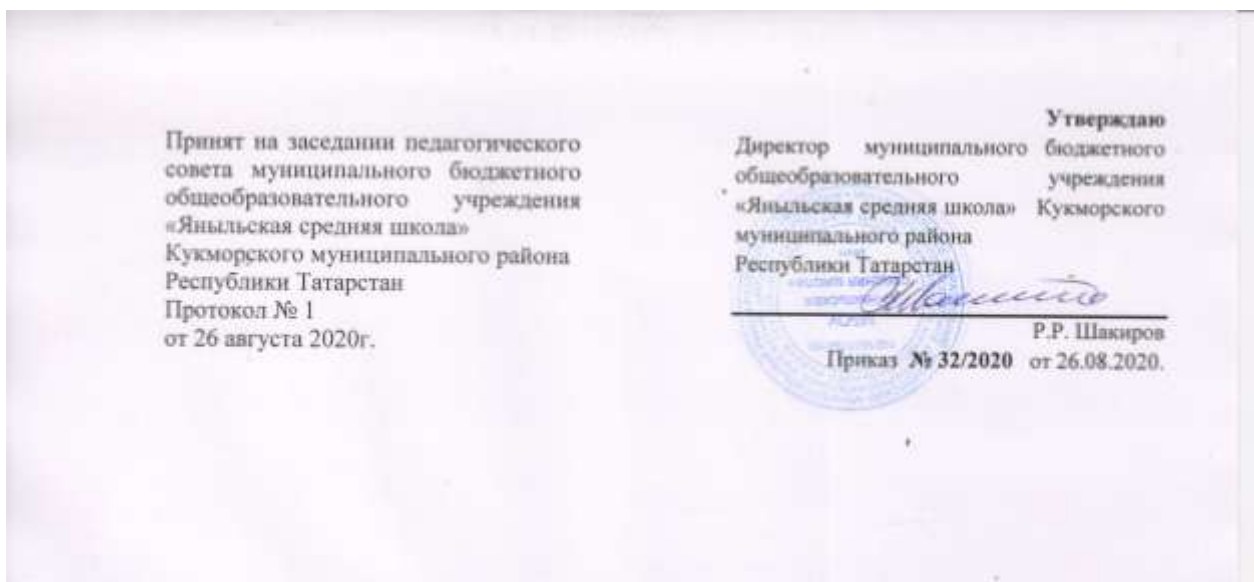 Принят на заседании педагогического
совета муниципального бюджетного
общеобразовательного учреждения
«Яныльская средняя школа»
Кукморского муниципального района
Республики Татарстан
Протокол № 1
от 26 августа 2020г.
Утверждаю
Директор муниципального бюджетного
общеобразовательного учреждения
«Яныльская средняя школа» Кукморского
муниципального района
Республики Татарстан
Р.Р. Шакиров
Приказ № 32/2020 от 26.08.2020.